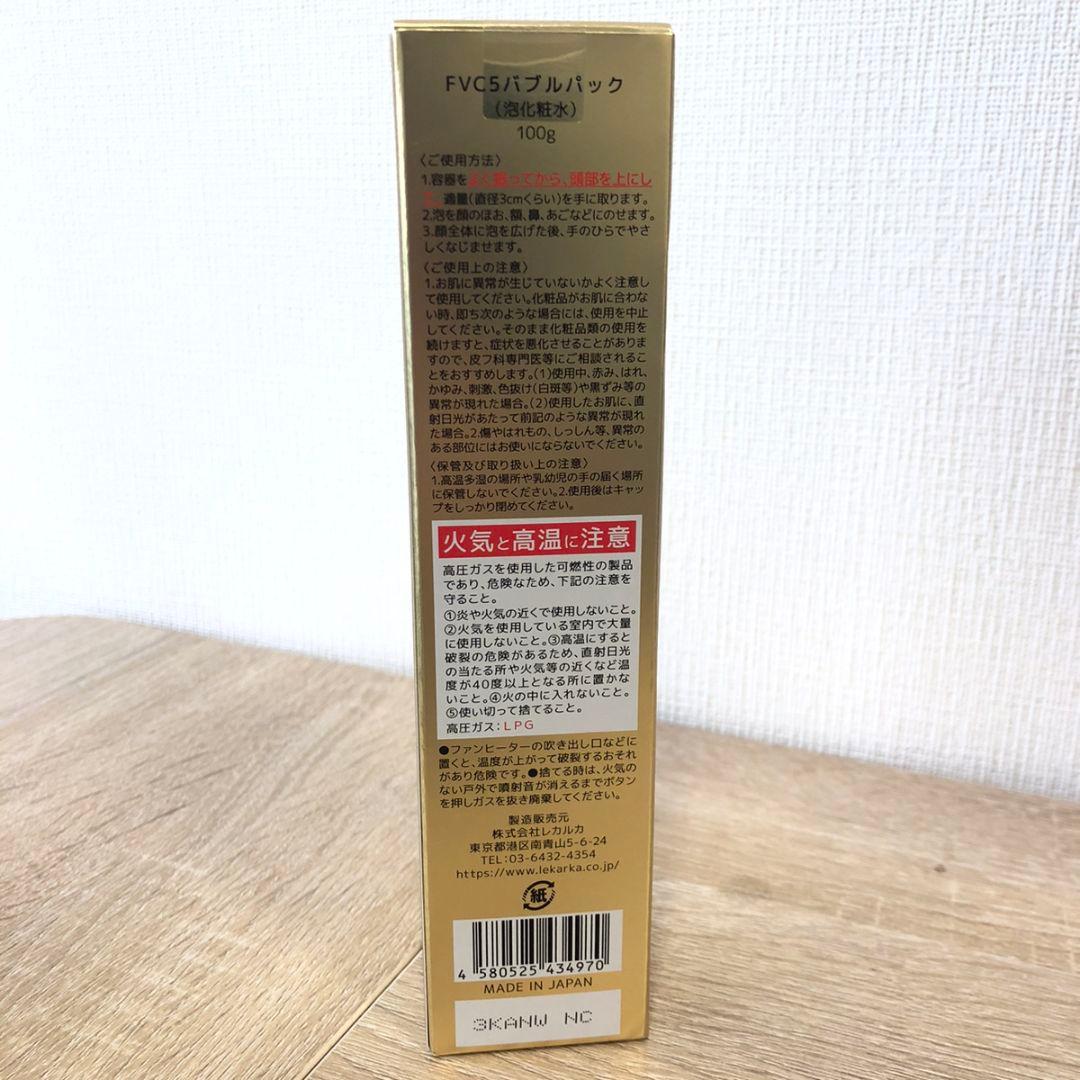 FVC5バブルパック
(泡化粧水)
100g
〈ご使用方法〉
1.容器をよく振ってから、頭部を上にし
て、適量(直径3cmくらい)を手に取ります。
2.泡を顔のほお、額、鼻、あごなどにのせます。
3.顔全体に泡を広げた後、手のひらでやさ
しくなじませます。
〈ご使用上の注意〉
1.お肌に異常が生じていないかよく注意し
て使用してください。化粧品がお肌に合わな
い時、即ち次のような場合には、使用を中止
してください。そのまま化粧品類の使用を
続けますと、症状を悪化させることがありま
すので、皮フ科専門医等にご相談されるこ
とをおすすめします。(1)使用中、赤み、はれ、
かゆみ、刺激、色抜け(白斑等)や黒ずみ等の
異常が現れた場合。(2)使用したお肌に、直
射日光があたって前記のような異常が現れ
た場合。2.傷やはれもの、しっしん等、異常の
ある部位にはお使いにならないでください。
〈保管及び取り扱い上の注意〉
1.高温多湿の場所や乳幼児の手の届く場所
に保管しないでください。2.使用後はキャッ
プをしっかり閉めてください。
火気と高温に注意
高圧ガスを使用した可燃性の製品
であり、危険なため、下記の注意を
守ること。
①炎や火気の近くで使用しないこと。
②火気を使用している室内で大量
に使用しないこと。③高温にすると
破裂の危険があるため、直射日光
の当たる所や火気等の近くなど温
度が40度以上となる所に置かな
いこと。④火の中に入れないこと。
⑤使い切って捨てること。
高圧ガス:LPG
●ファンヒーターの吹き出し口などに
置くと、温度が上がって破裂するおそれ
があり危険です。●捨てる時は、火気の
ない戸外で噴射音が消えるまでボタン
を押しガスを抜き廃棄してください。
製造販売元
株式会社レカルカ
東京都港区南青山5-6-24
TEL:03-6432-4354
https://www.lekarka.co.jp/
紙
4 580525 434970
MADE IN JAPAN
3KANW NC